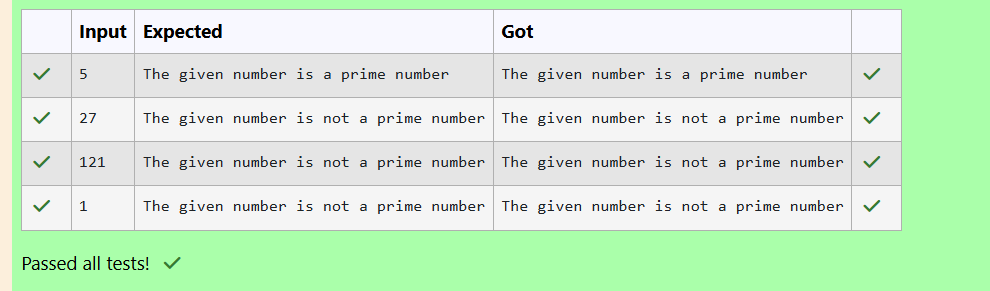 Input Expected Got
5 The given number is a prime number The given number is a prime number
27 The given number is not a prime number The given number is not a prime number
121 The given number is not a prime number The given number is not a prime number
1 The given number is not a prime number The given number is not a prime number
Passed all tests!